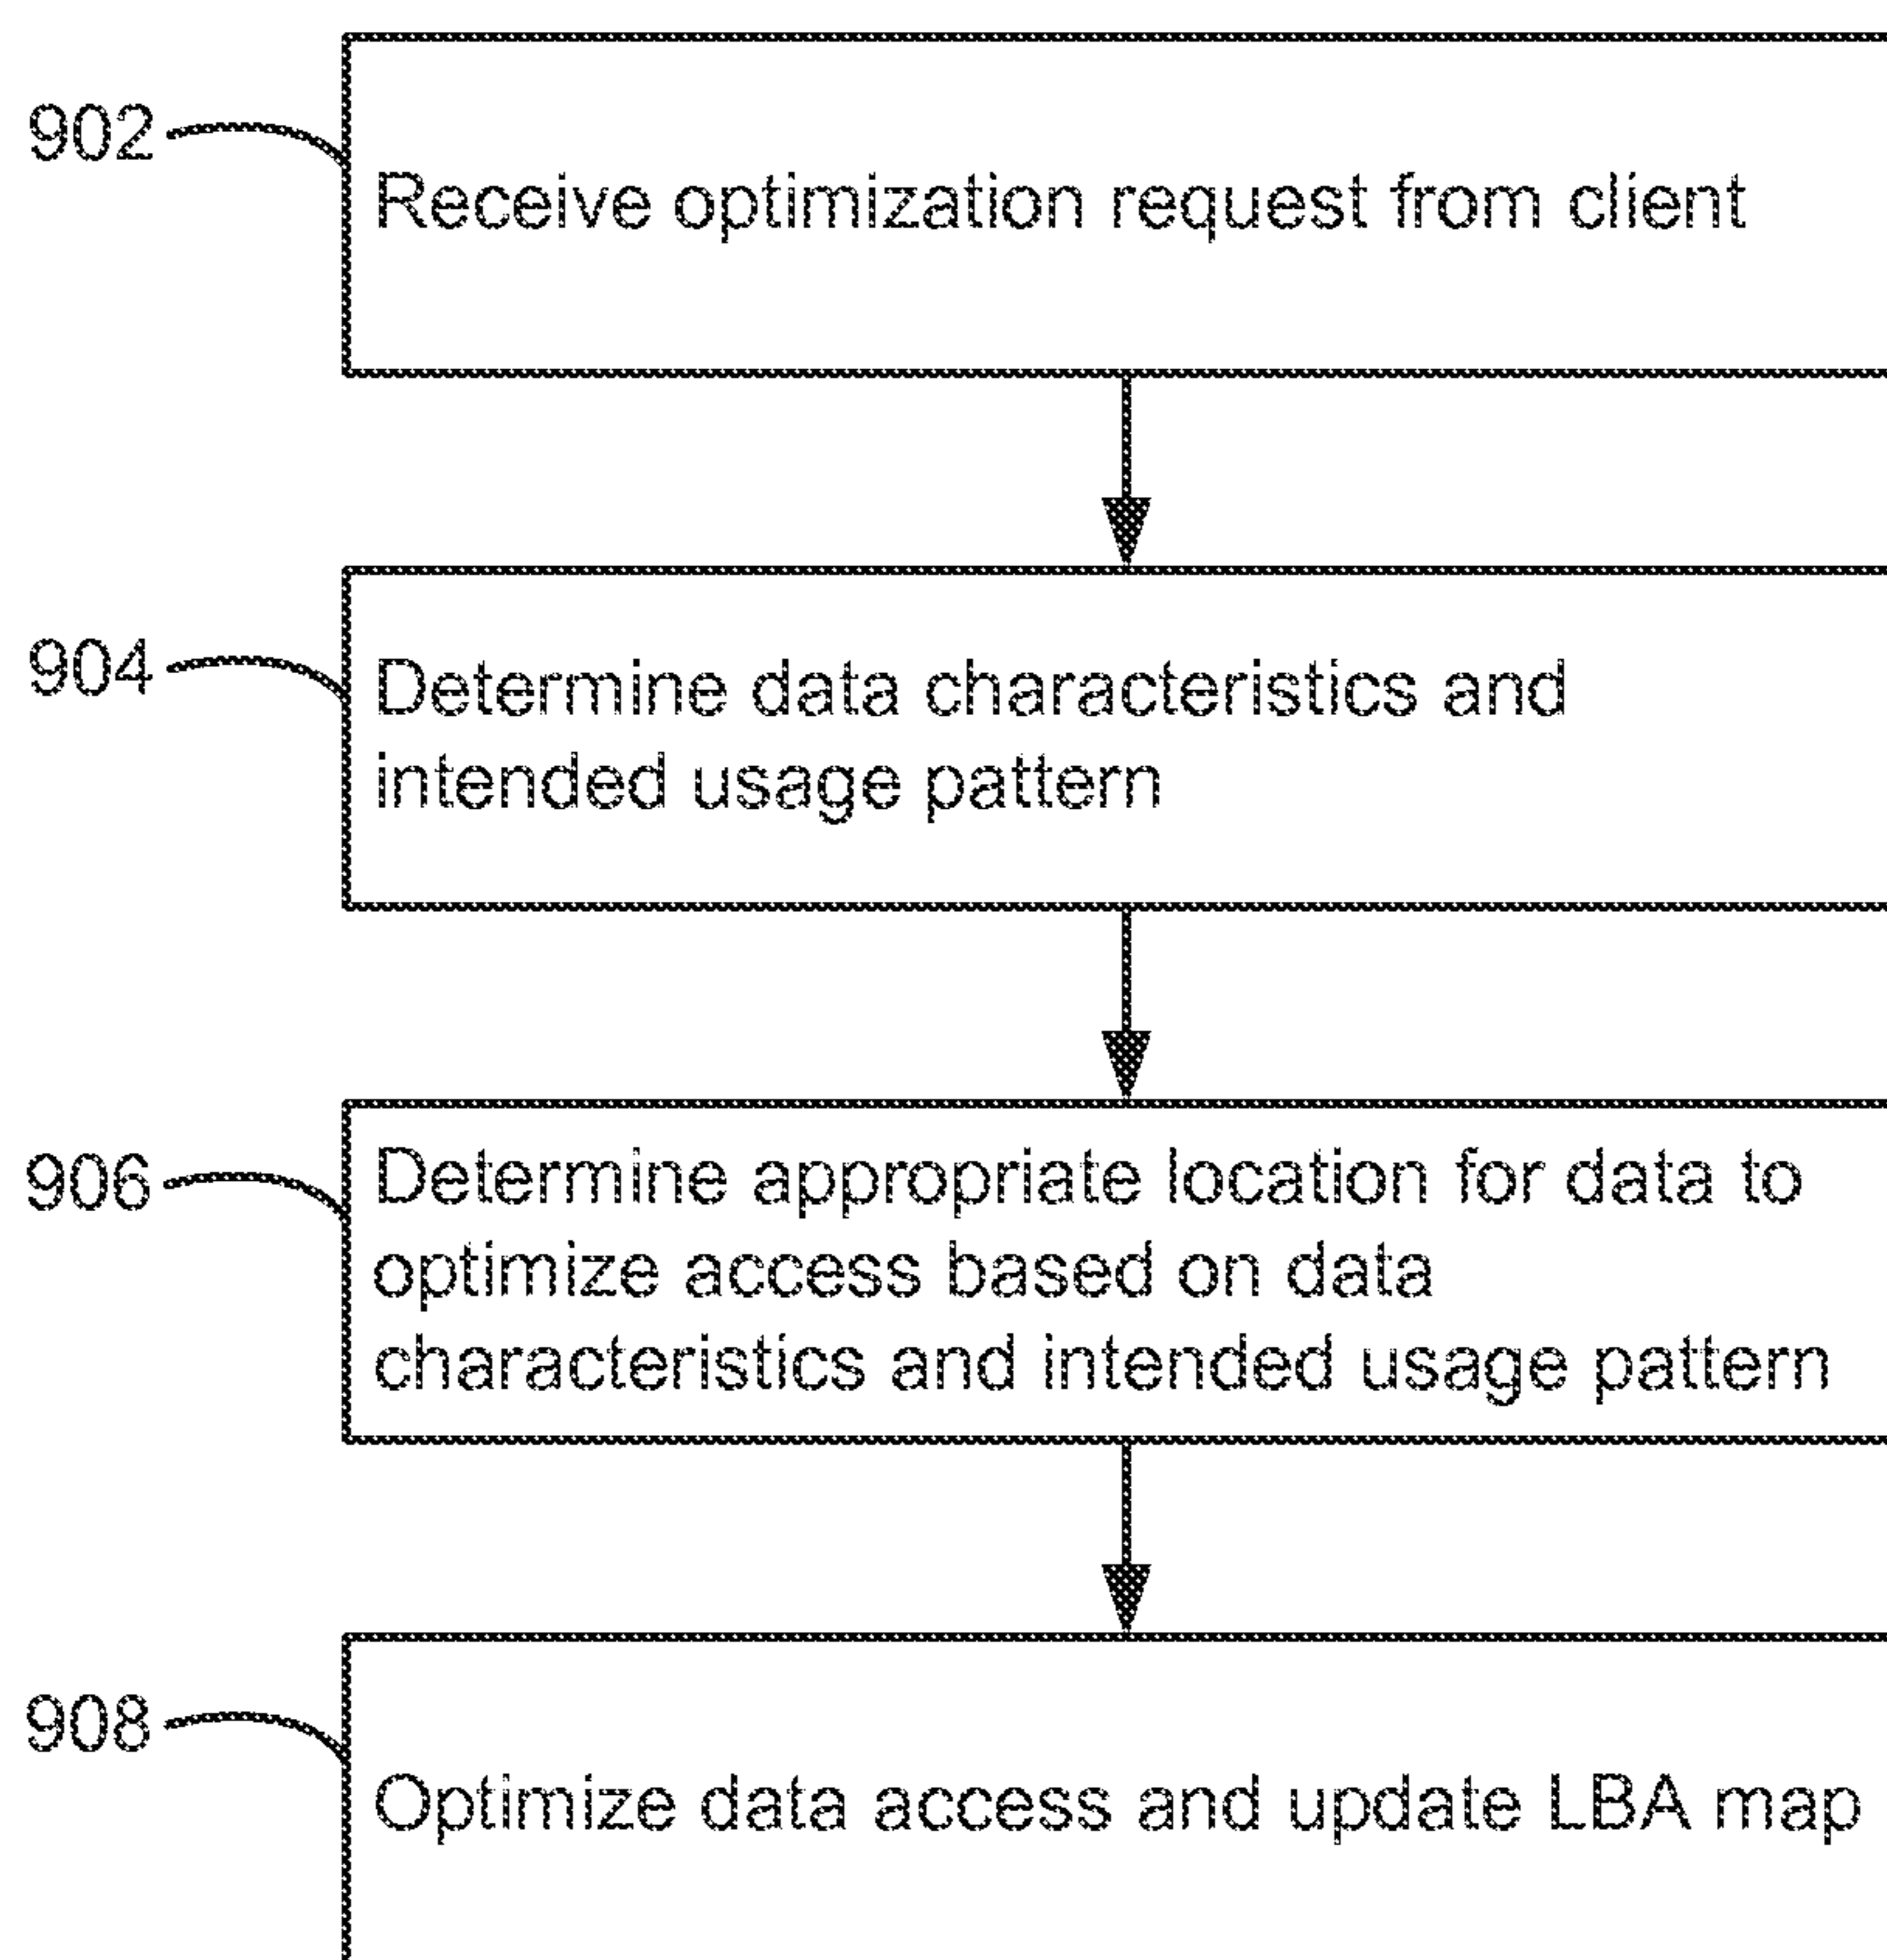 902
Receive optimization request from client
904
Determine data characteristics and
intended usage pattern
906
Determine appropriate location for data to
optimize access based on data
characteristics and intended usage pattern
908
Optimize data access and update LBA map